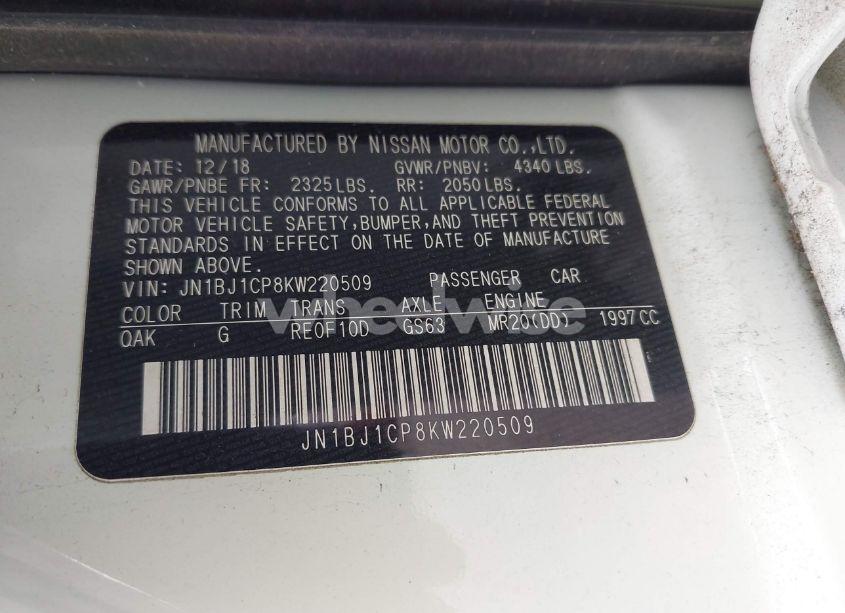 MANUFACTURED BY NISSAN MOTOR CO.,LTD.
DATE: 12/18 GVWR/PNBV: 4340 LBS.
GAWR/PNBE FR: 2325 LBS. RR: 2050 LBS.
THIS VEHICLE CONFORMS TO ALL APPLICABLE FEDERAL
MOTOR VEHICLE SAFETY,BUMPER,AND THEFT PREVENTION
STANDARDS IN EFFECT ON THE DATE OF MANUFACTURE
SHOWN ABOVE.
VIN: JN1BJ1CP8KW220509 PASSENGER CAR
COLOR TRIM TRANS AXLE ENGINE
QAK G RE0F10D GS63 MR20(DD) 1997CC
wheelwire
JN1BJ1CP8KW220509